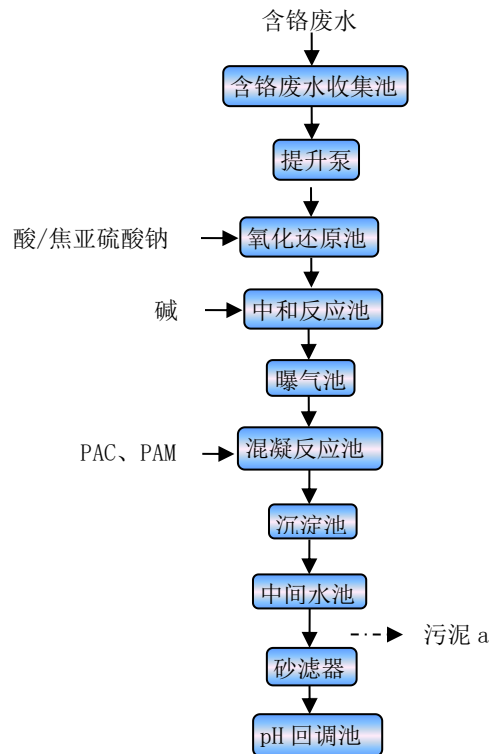 含铬废水
含铬废水收集池
提升泵
酸/焦亚硫酸钠
氧化还原池
碱
中和反应池
曝气池
PAC、PAM
混凝反应池
沉淀池
中间水池
污泥 a
砂滤器
pH 回调池